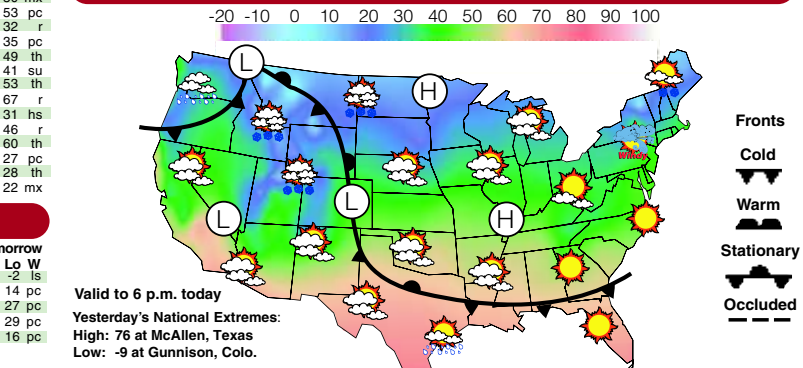 53 pc
32 r
35 pc
49 th
41 su
53 th
67 r
31 hs
46 r
60 th
27 pc
28 th
22 mx
morrow
Lo W
-2 ls
14 pc
27 pc
29 pc
16 pc
-20 -10 0 10 20 30 40 50 60 70 80 90 100
L
H
L
L
H
Windy
Valid to 6 p.m. today
Yesterday's National Extremes:
High: 76 at McAllen, Texas
Low: -9 at Gunnison, Colo.
Fronts
Cold
Warm
Stationary
Occluded